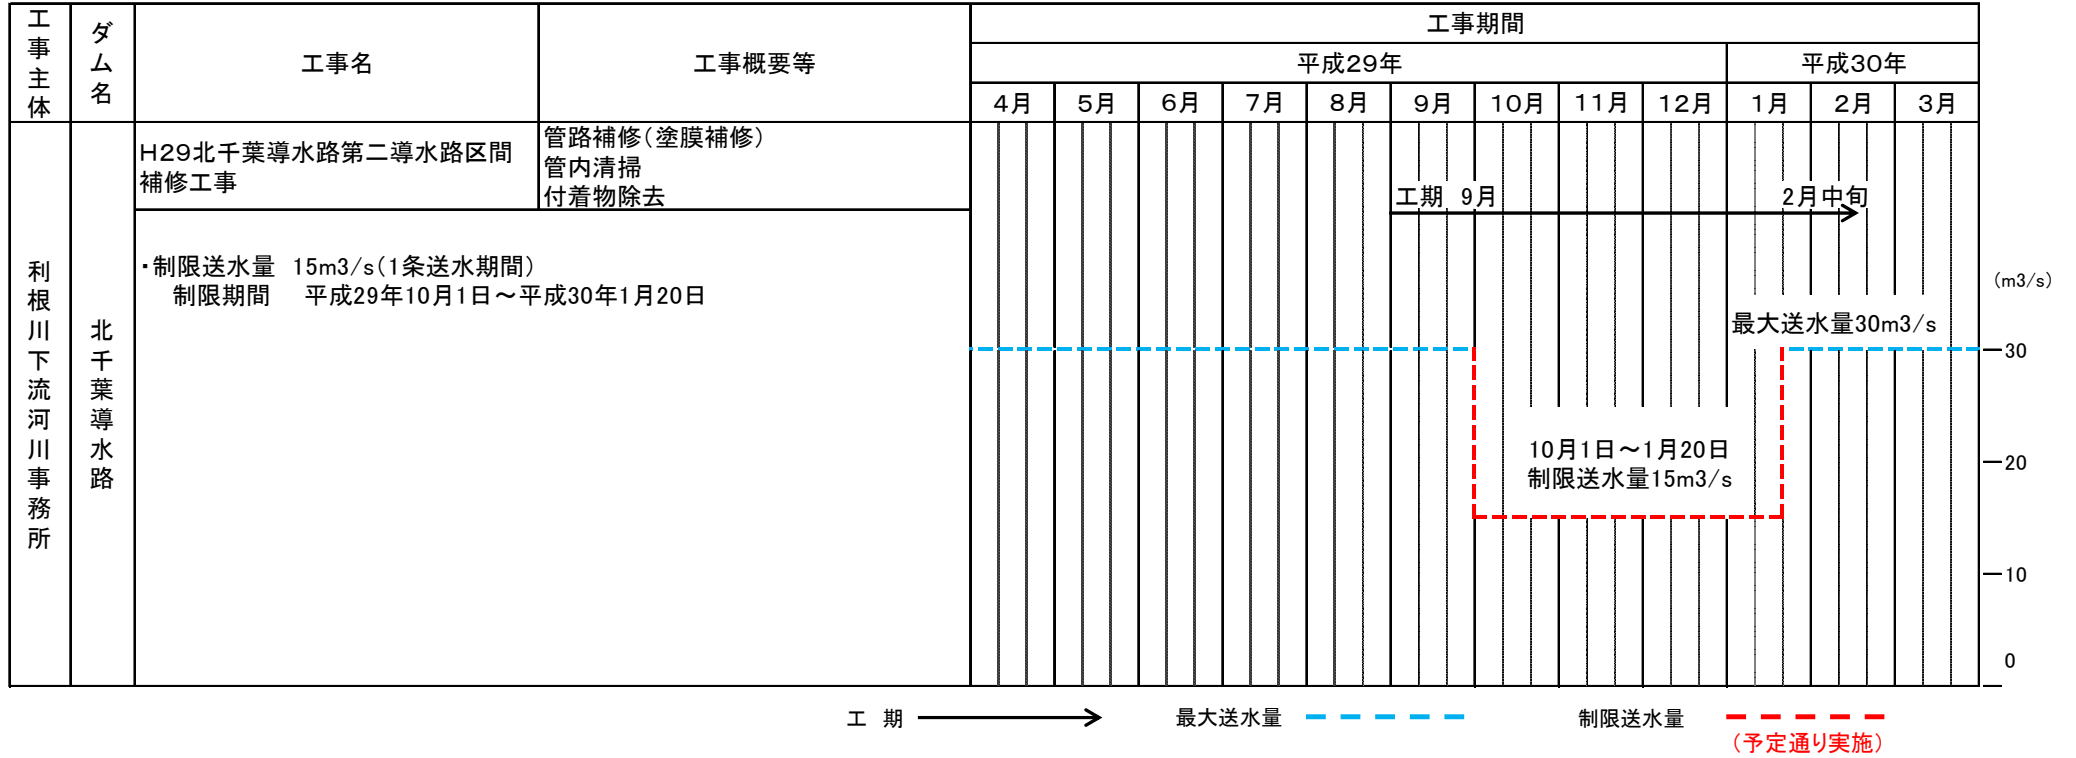 工事主体
ダム名
工事名
工事概要等
工事期間
平成29年
平成30年
4月 5月 6月 7月 8月 9月 10月 11月 12月 1月 2月 3月
利根川下流河川事務所
北千葉導水路
H29北千葉導水路第二導水路区間
補修工事
管路補修(塗膜補修)
管内清掃
付着物除去
工期 9月
2月中旬
・制限送水量 15m3/s(1条送水期間)
制限期間 平成29年10月1日～平成30年1月20日
(m3/s)
最大送水量30m3/s
30
10月1日～1月20日
制限送水量15m3/s
20
10
0
工 期
最大送水量
制限送水量
(予定通り実施)